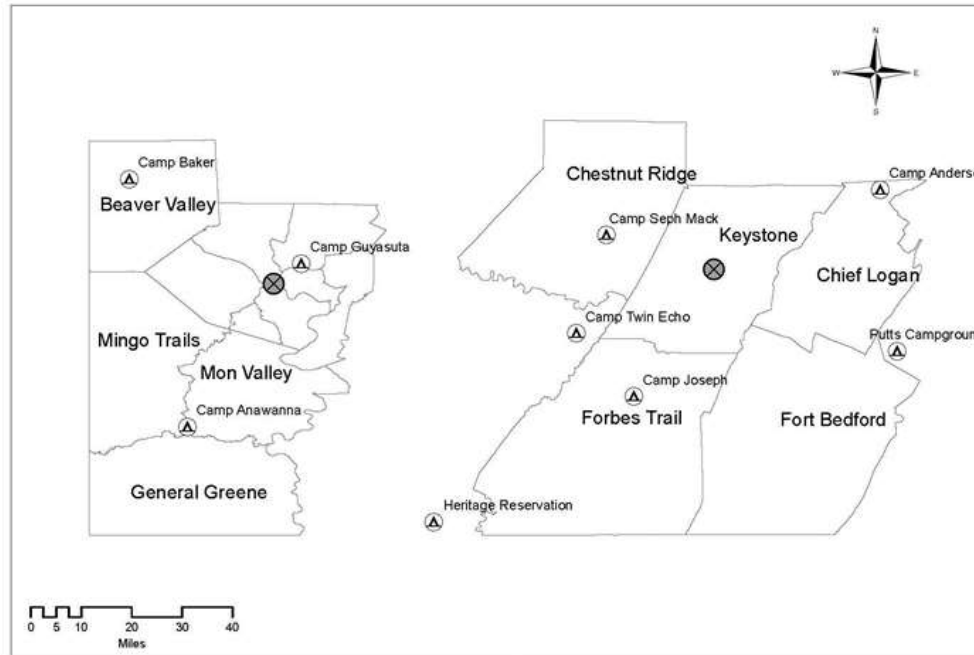 N
W E
S
Camp Baker
Beaver Valley
Camp Guyasuta
Mingo Trails
Mon Valley
Camp Anawanna
General Greene
Chestnut Ridge
Camp Seph Mack
Keystone
Camp Anderso
Chief Logan
Camp Twin Echo
Putts Campgroun
Camp Joseph
Forbes Trail
Fort Bedford
Heritage Reservation
0 5 10 20 30 40
Miles